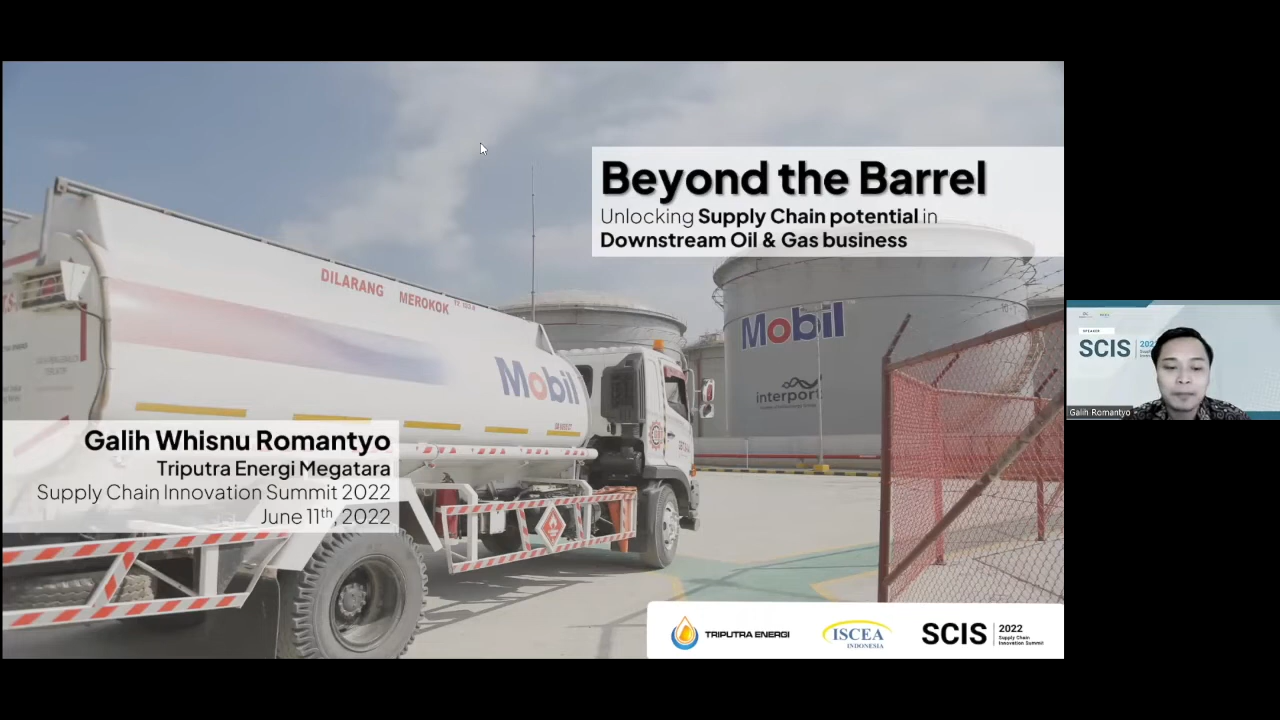 Beyond the Barrel
Unlocking Supply Chain potential in
Downstream Oil & Gas business
DILARANG MEROKOK
Mobil
Mobil
interport
Galih Whisnu Romantyo
Triputra Energi Megatara
Supply Chain Innovation Summit 2022
June 11th, 2022
TRIPUTRA ENERGI
ISCEA
INDONESIA
SCIS
2022
Supply Chain
Innovation Summit
SPEAKER
SCIS
Galih Romantyo